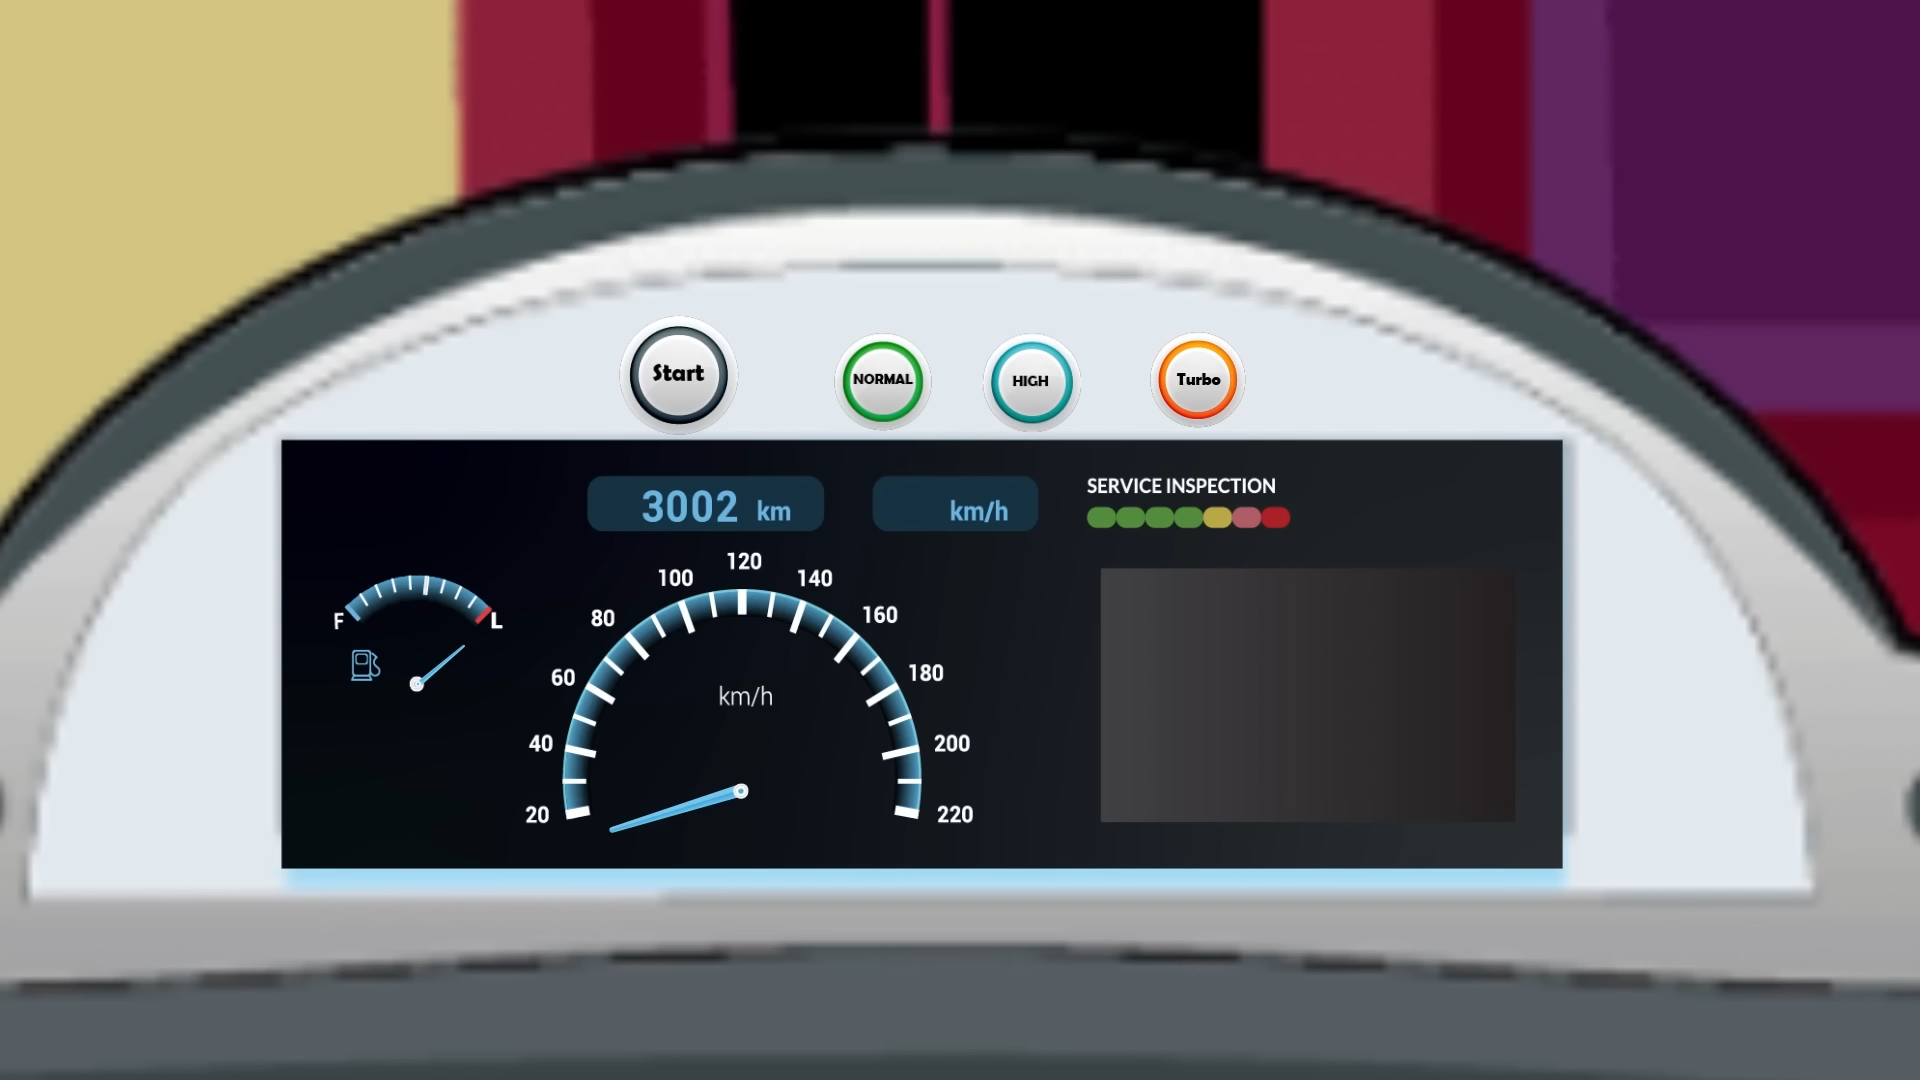 Start
NORMAL
HIGH
Turbo
3002 km
km/h
SERVICE INSPECTION
F
L
20
40
60
80
100
120
140
160
180
200
220
km/h